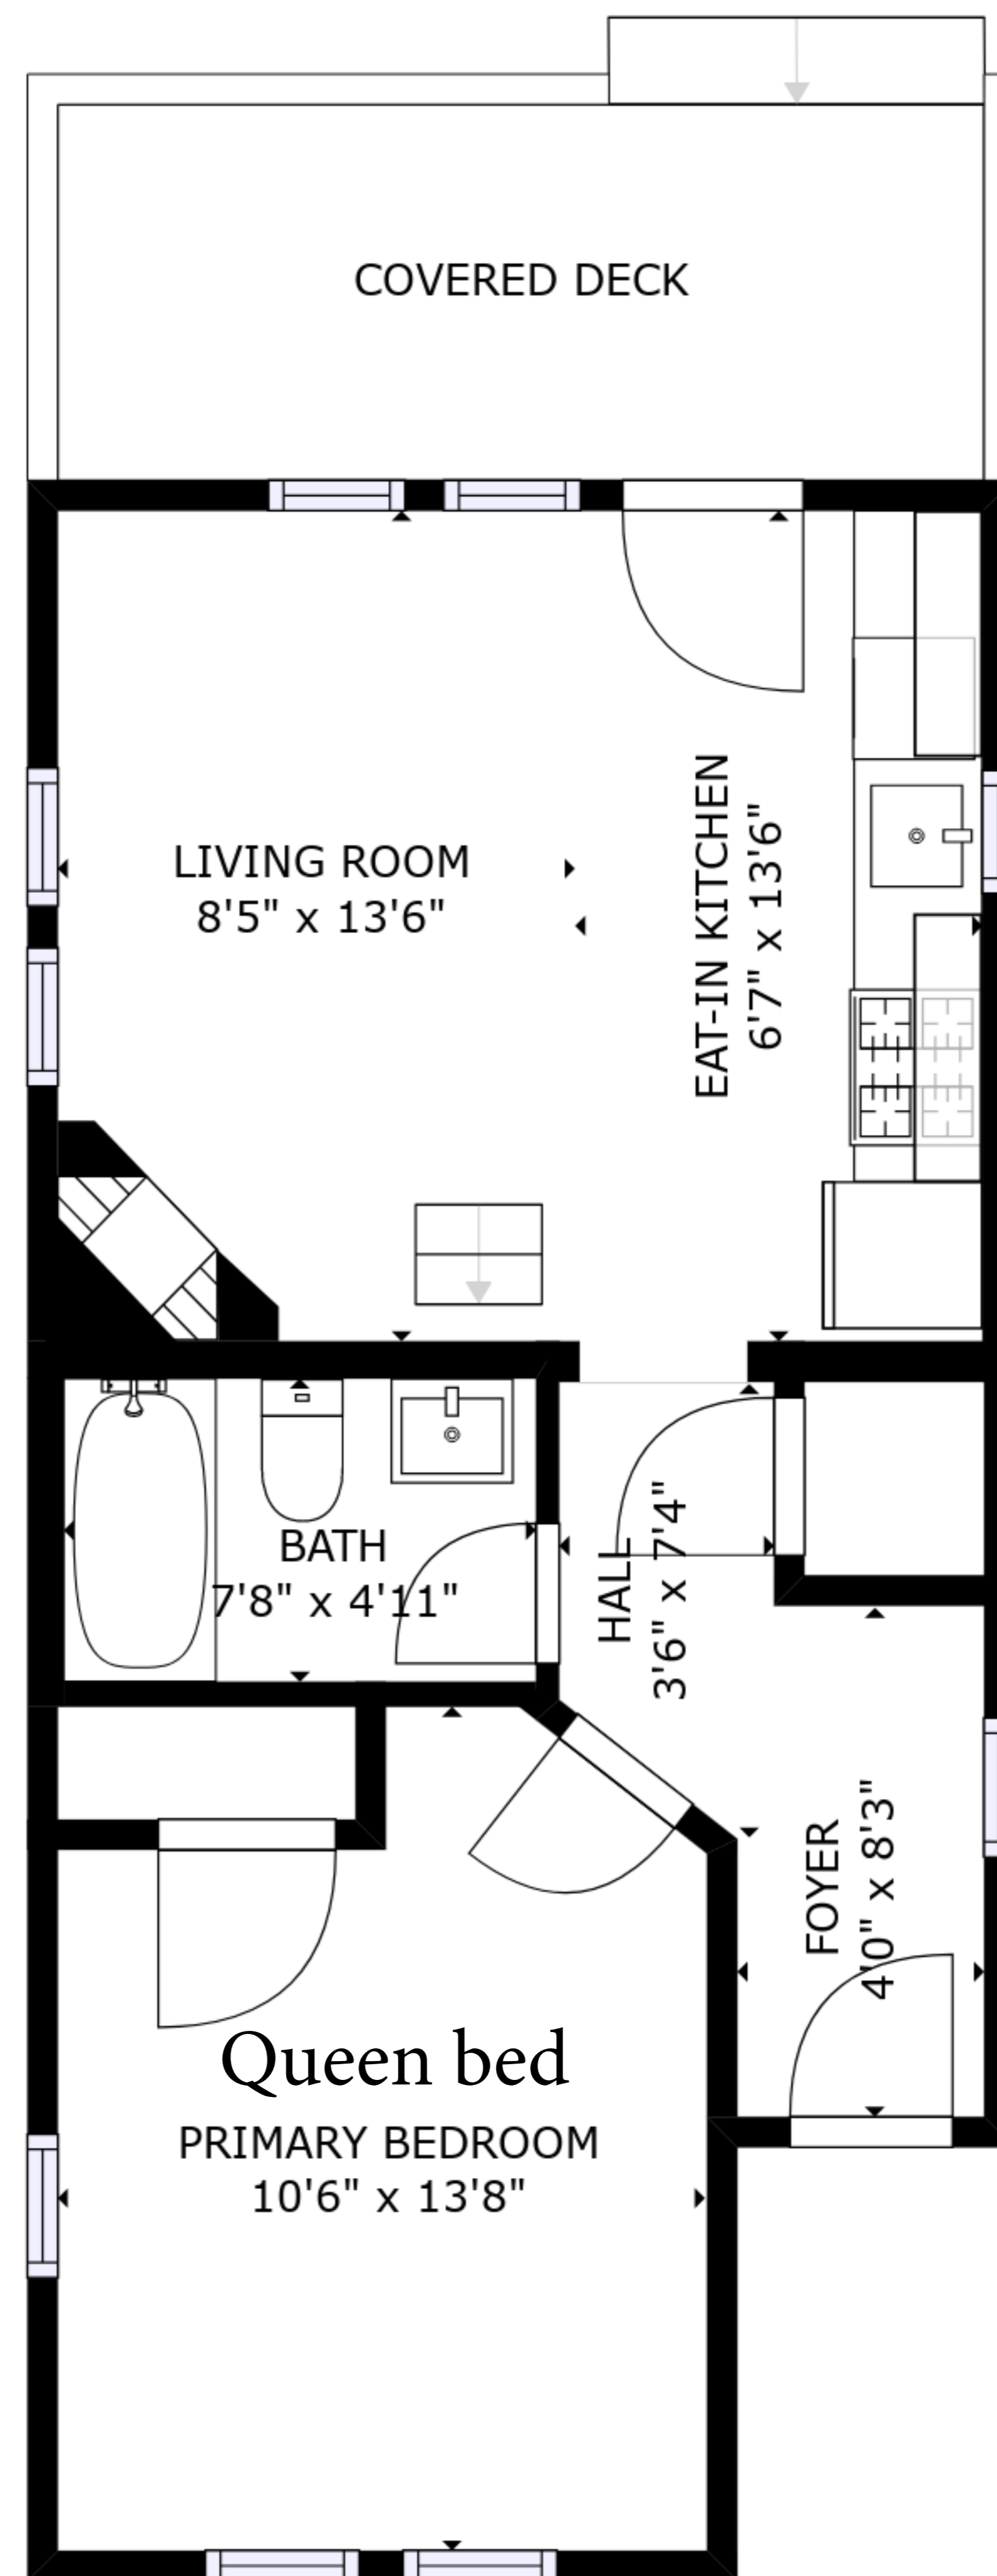 COVERED DECK
LIVING ROOM
8'5" x 13'6"
EAT-IN KITCHEN
6'7" x 13'6"
BATH
7'8" x 4'11"
HALL
3'6" x 7'4"
FOYER
4'0" x 8'3"
Queen bed
PRIMARY BEDROOM
10'6" x 13'8"